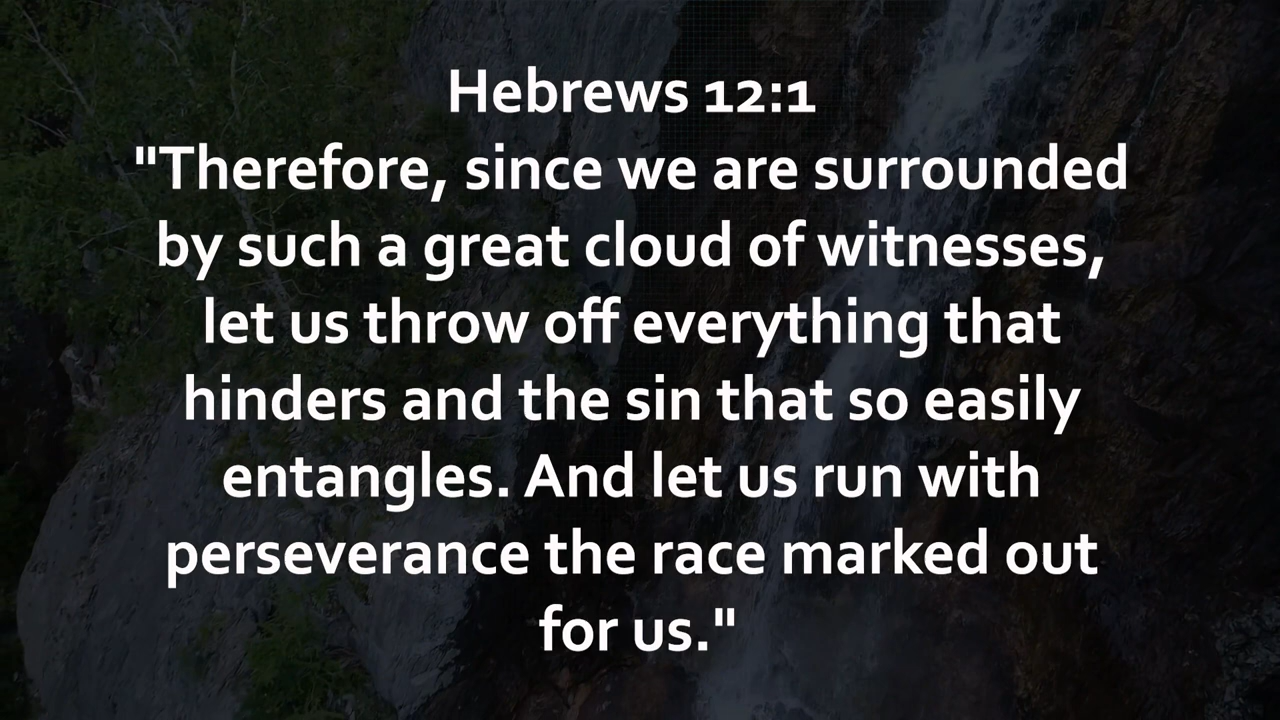 Hebrews 12:1
"Therefore, since we are surrounded
by such a great cloud of witnesses,
let us throw off everything that
hinders and the sin that so easily
entangles. And let us run with
perseverance the race marked out
for us."